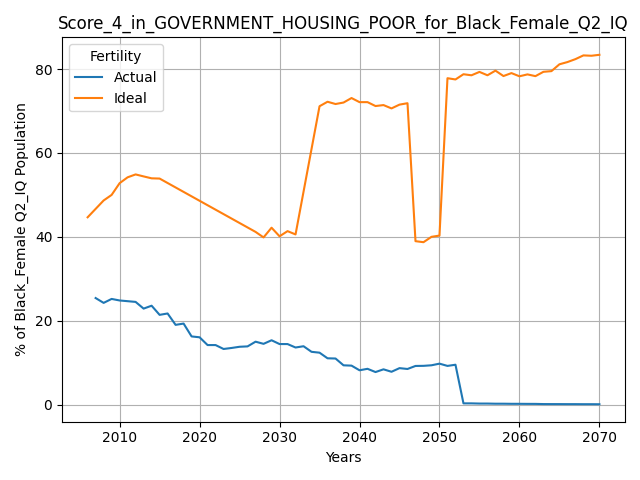 Score_4_in_GOVERNMENT_HOUSING_POOR_for_Black_Female_Q2_IQ
Fertility
Actual
Ideal
% of Black_Female Q2_IQ Population
80
60
40
20
0
2010 2020 2030 2040 2050 2060 2070
Years